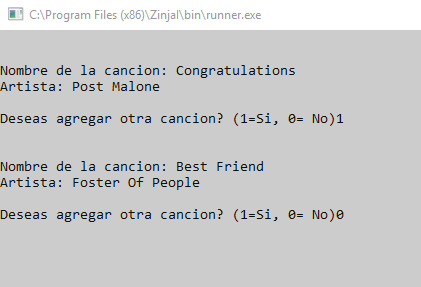 C:\Program Files (x86)\Zinjal\bin\runner.exe
Nombre de la cancion: Congratulations
Artista: Post Malone
Deseas agregar otra cancion? (1=Si, 0= No)1
Nombre de la cancion: Best Friend
Artista: Foster Of People
Deseas agregar otra cancion? (1=Si, 0= No)0